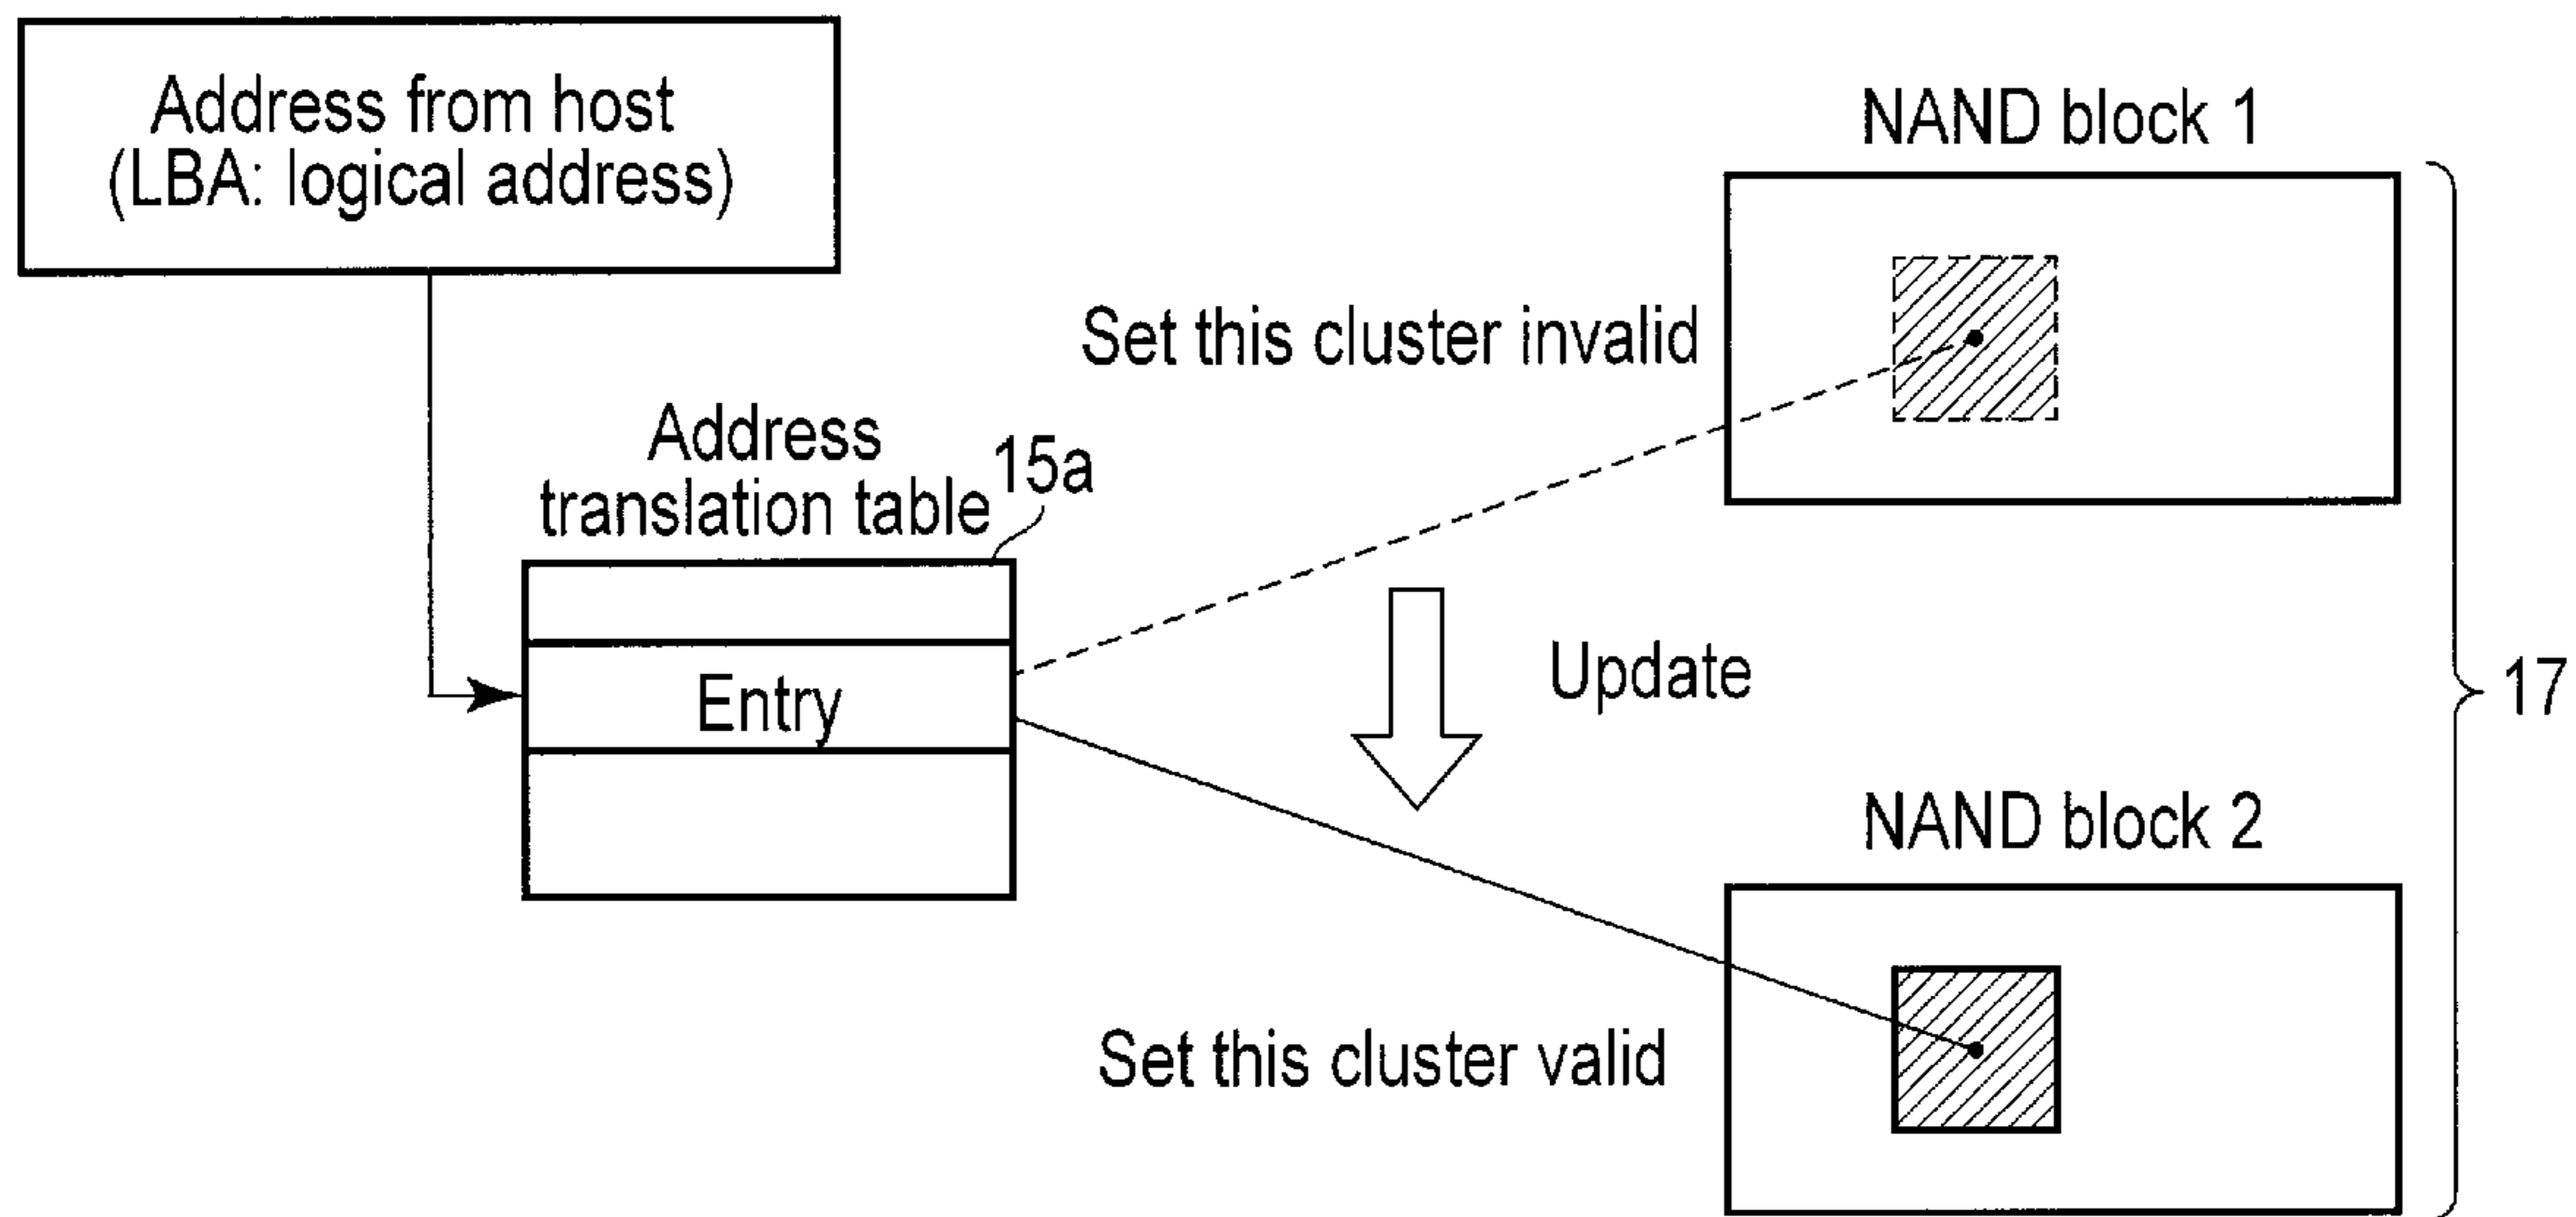 Address from host
(LBA: logical address)
NAND block 1
Set this cluster invalid
Address
translation table
15a
Entry
Update
17
NAND block 2
Set this cluster valid